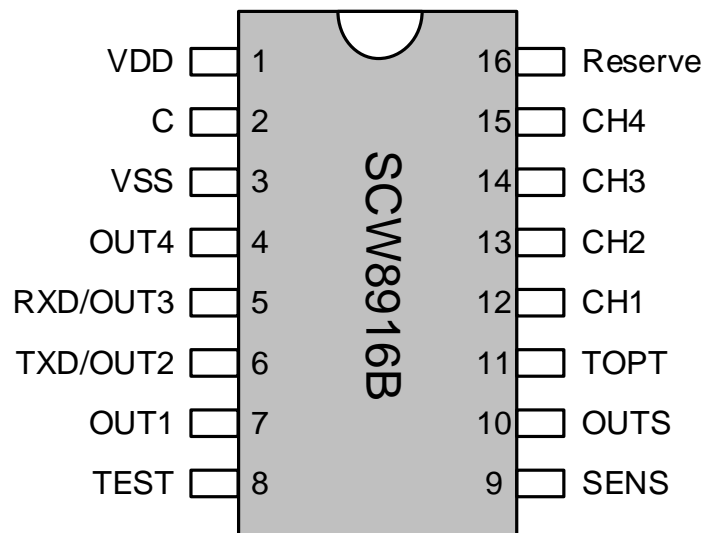 VDD 1 16 Reserve
C 2 15 CH4
VSS 3 14 CH3
OUT4 4 13 CH2
RXD/OUT3 5 12 CH1
TXD/OUT2 6 11 TOPT
OUT1 7 10 OUTS
TEST 8 9 SENS
SCW8916B